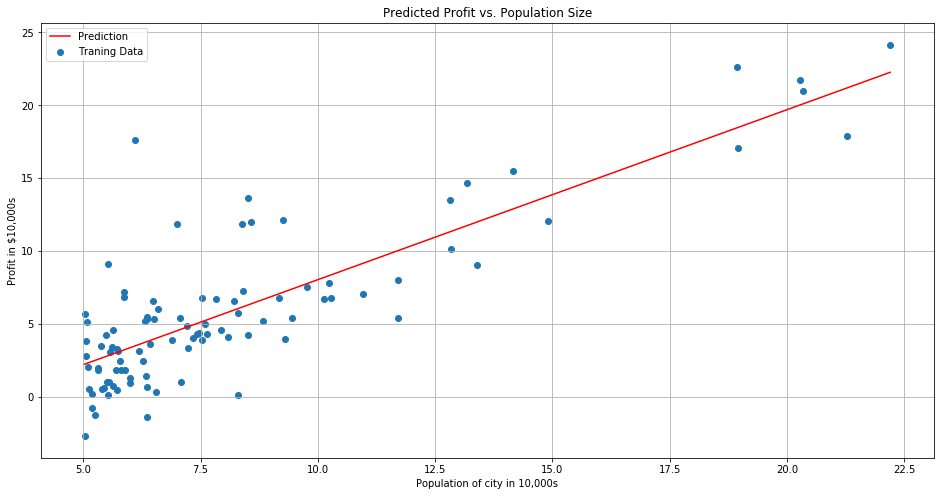 Predicted Profit vs. Population Size
Prediction
Traning Data
25
20
15
10
5
0
Profit in $10,000s
5.0 7.5 10.0 12.5 15.0 17.5 20.0 22.5
Population of city in 10,000s